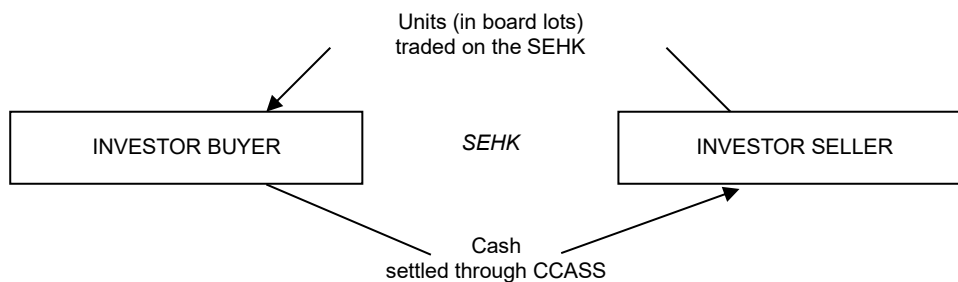 Units (in board lots)
traded on the SEHK
INVESTOR BUYER
SEHK
INVESTOR SELLER
Cash
settled through CCASS